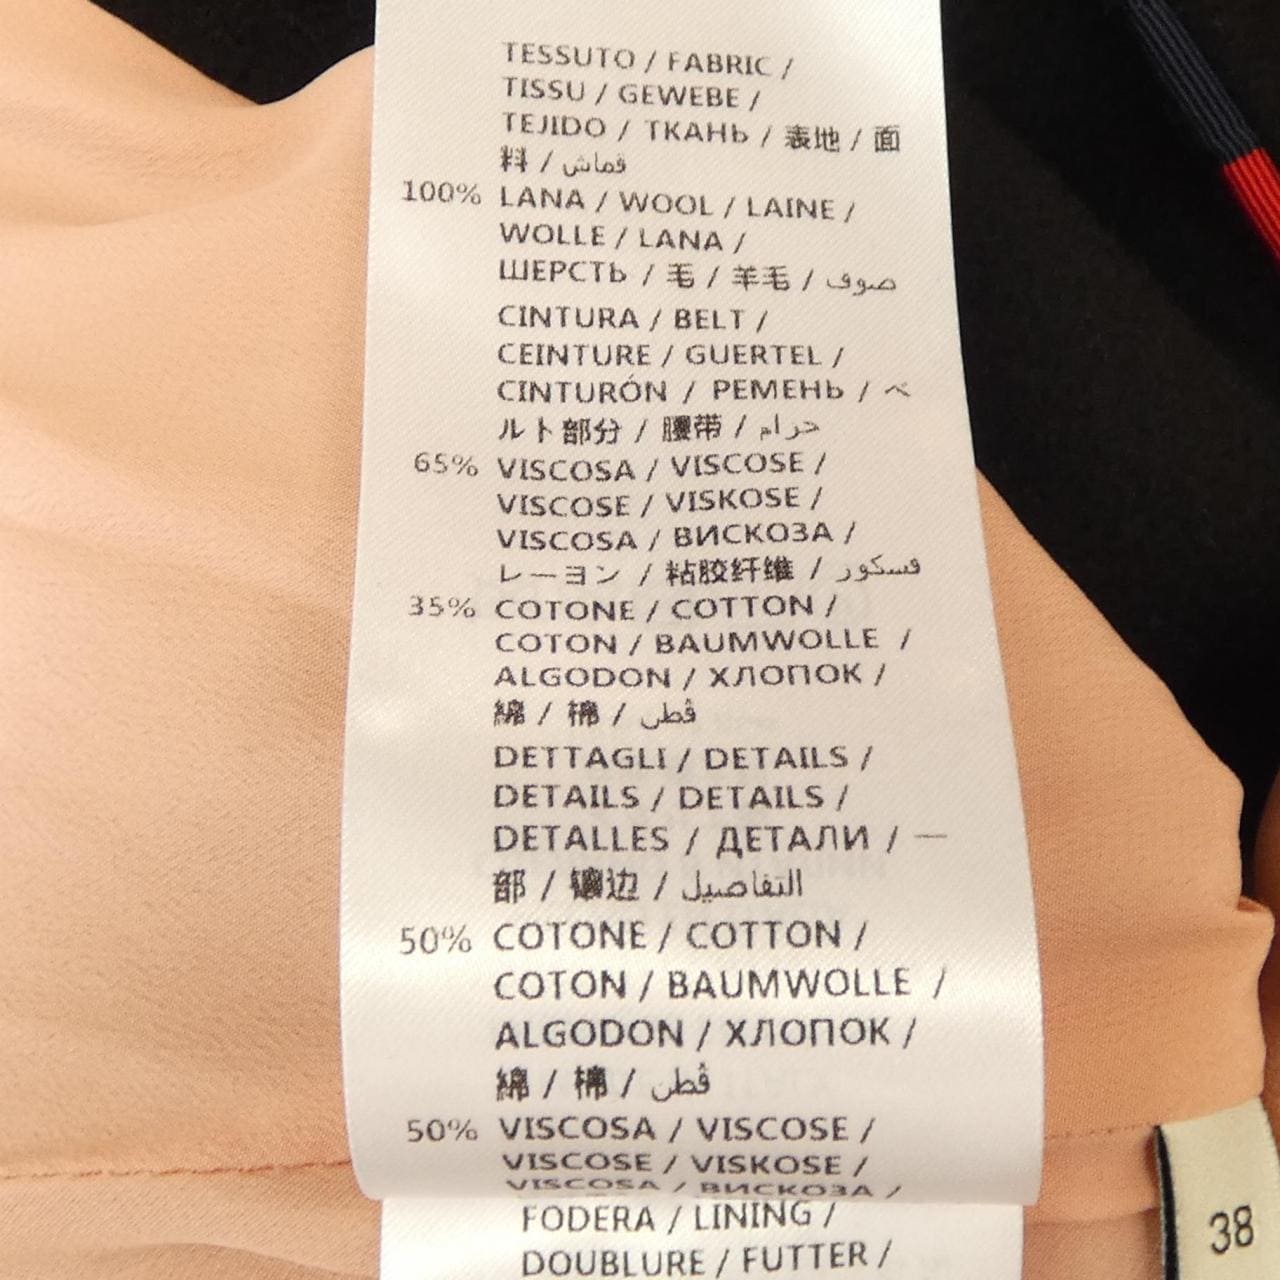 TESSUTO / FABRIC /
TISSU / GEWEBE /
TEJIDO / ТКАНЬ / 表地 / 面
料 / قماش
100% LANA / WOOL / LAINE /
WOLLE / LANA /
ШЕРСТЬ / 毛 / 羊毛 / صوف
CINTURA / BELT /
CEINTURE / GUERTEL /
CINTURÓN / РЕМЕНЬ / ベ
ルト部分 / 腰带 / حزام
65% VISCOSA / VISCOSE /
VISCOSE / VISKOSE /
VISCOSA / ВИСКОЗА /
レーヨン / 粘胶纤维 / فسكور
35% COTONE / COTTON /
COTON / BAUMWOLLE /
ALGODON / ХЛОПОК /
綿 / 棉 / قطن
DETTAGLI / DETAILS /
DETAILS / DETAILS /
DETALLES / ДЕТАЛИ / 一
部 / 镶边 / التفاصيل
50% COTONE / COTTON /
COTON / BAUMWOLLE /
ALGODON / ХЛОПОК /
綿 / 棉 / قطن
50% VISCOSA / VISCOSE /
VISCOSE / VISKOSE /
VISCOSA / ВИСКОЗА /
FODERA / LINING /
DOUBLURE / FUTTER /
38